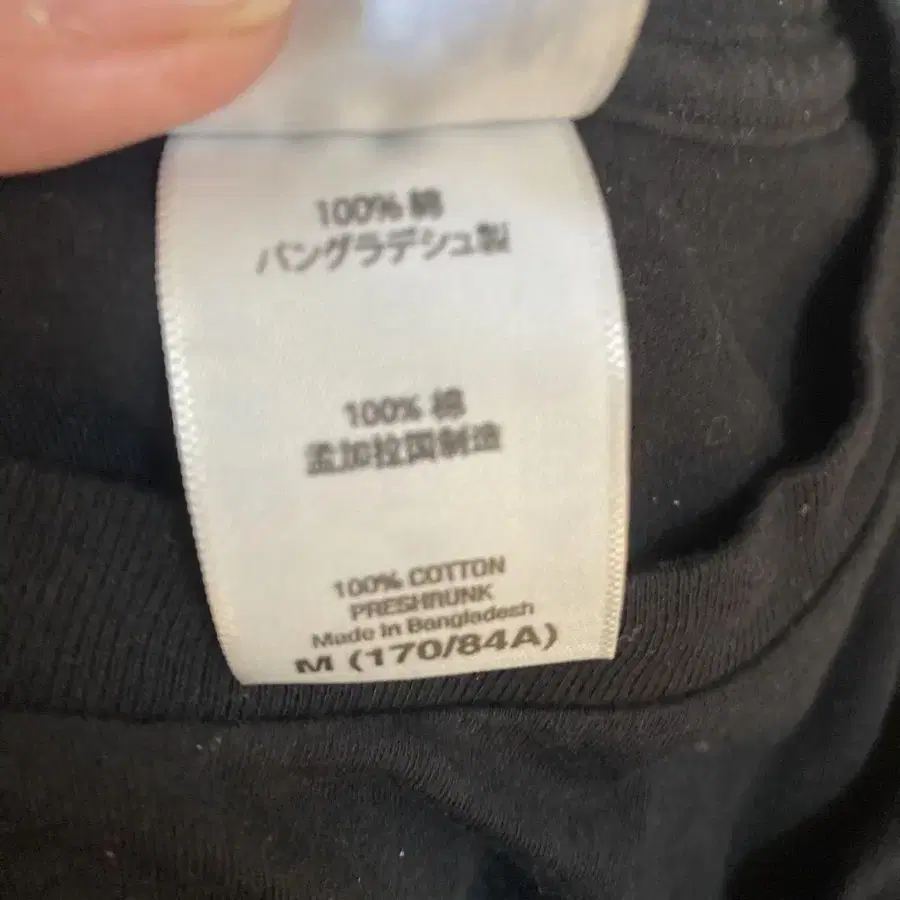 100% 綿
バングラデシュ製
100% 棉
孟加拉国制造
100% COTTON
PRESHRUNK
Made in Bangladesh
M (170/84A)